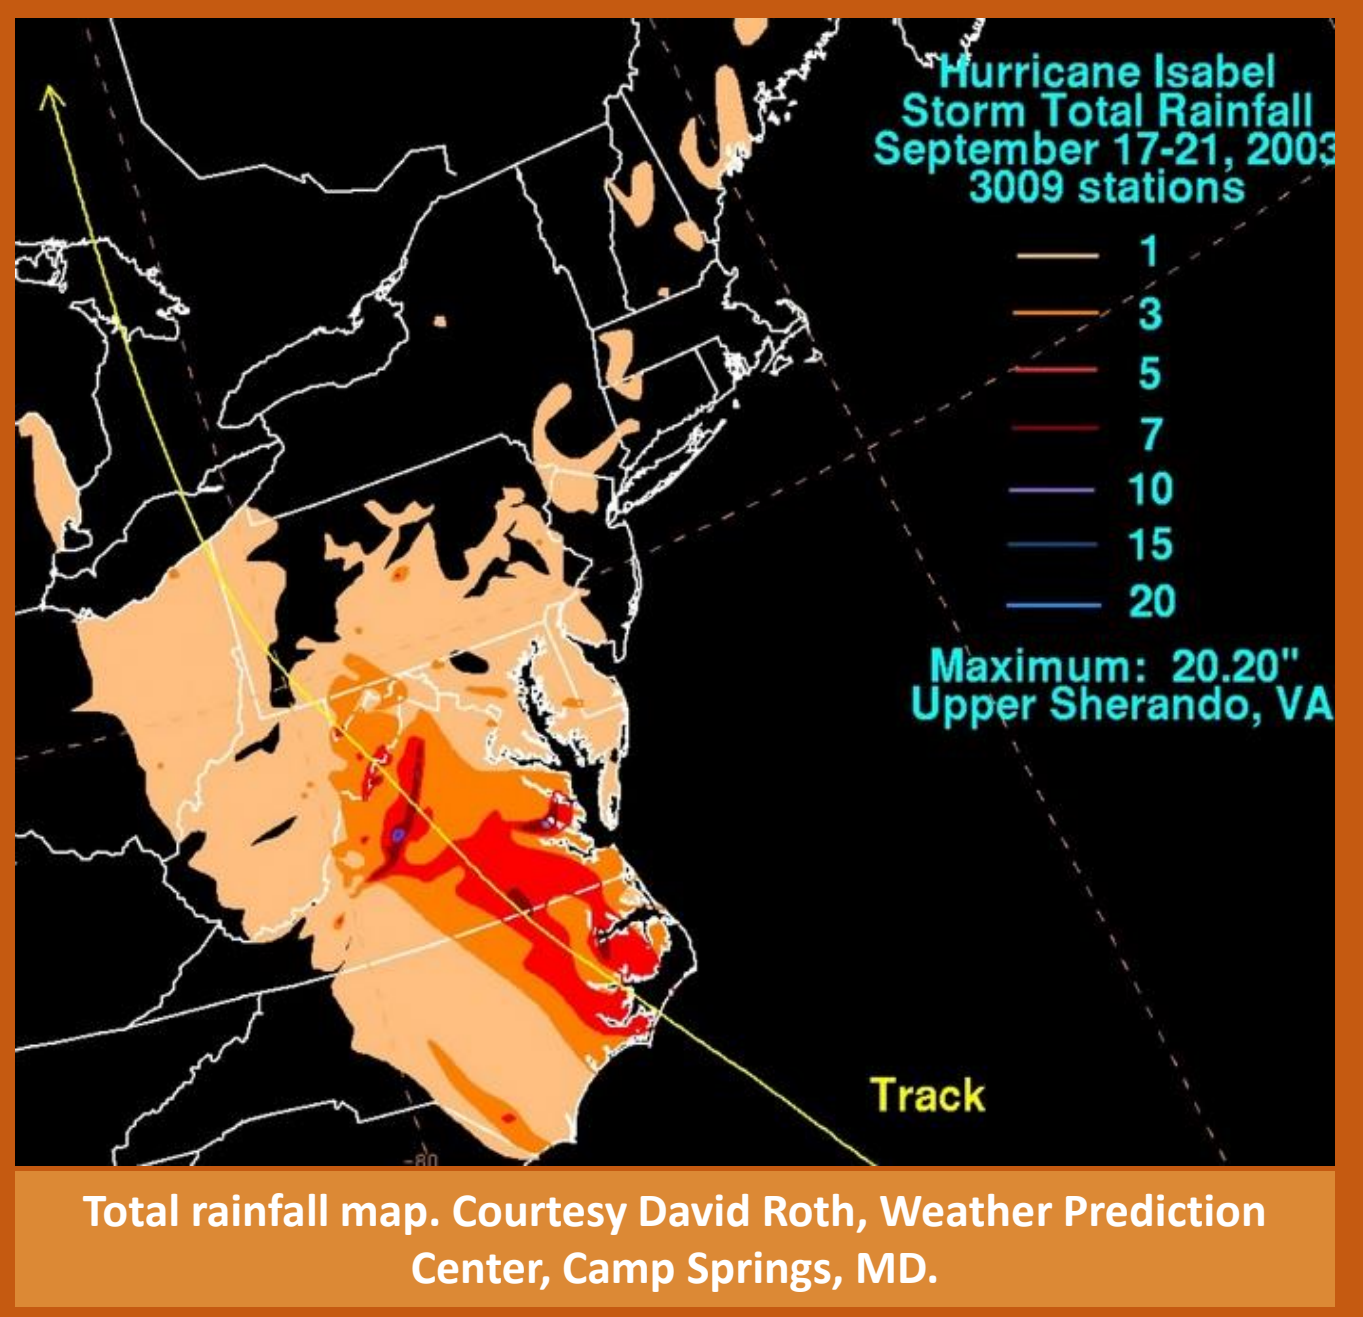 Hurricane Isabel
Storm Total Rainfall
September 17-21, 2003
3009 stations
1
3
5
7
10
15
20
Maximum: 20.20"
Upper Sherando, VA
Track
-80
Total rainfall map. Courtesy David Roth, Weather Prediction
Center, Camp Springs, MD.